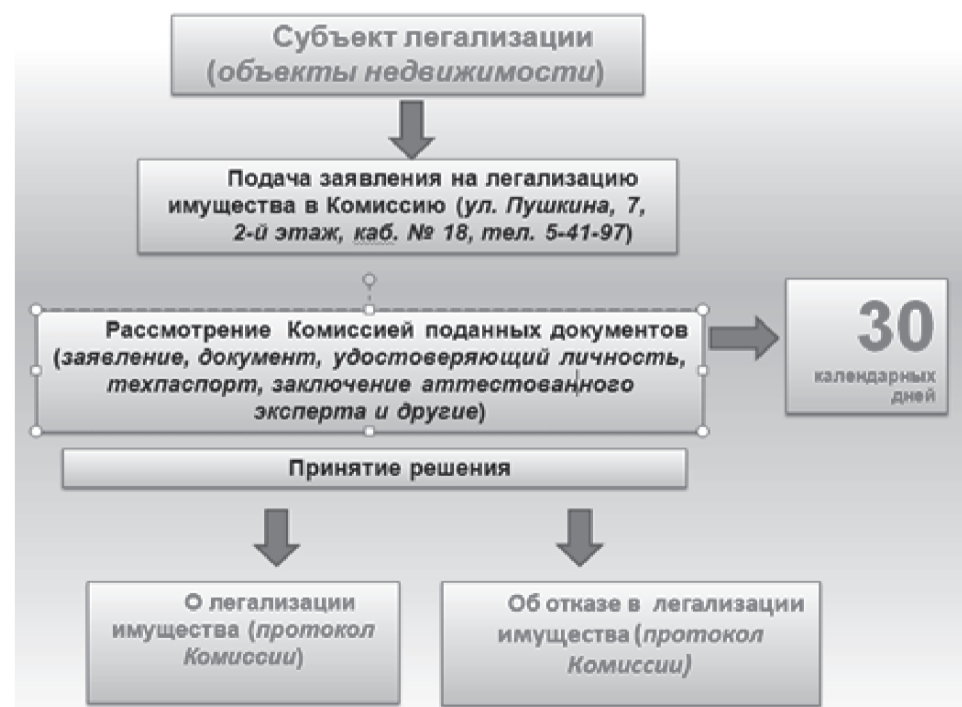 Субъект легализации
(объекты недвижимости)
Подача заявления на легализацию
имущества в Комиссию (ул. Пушкина, 7,
2-й этаж, каб. № 18, тел. 5-41-97)
Рассмотрение Комиссией поданных документов
(заявление, документ, удостоверяющий личность,
техпаспорт, заключение аттестованного
эксперта и другие)
30
календарных
дней
Принятие решения
О легализации
имущества (протокол
Комиссии)
Об отказе в легализации
имущества (протокол
Комиссии)